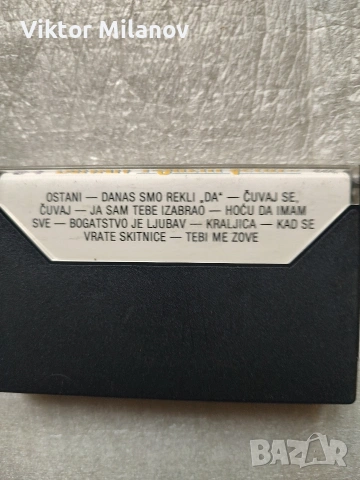 Viktor Milanov
OSTANI — DANAS SMO REKLI „DA“ — ČUVAJ SE,
ČUVAJ — JA SAM TEBE IZABRAO — HOĆU DA IMAM
SVE — BOGATSTVO JE LJUBAV — KRALJICA — KAD SE
VRATE SKITNICE — TEBI ME ZOVE
BAZAR